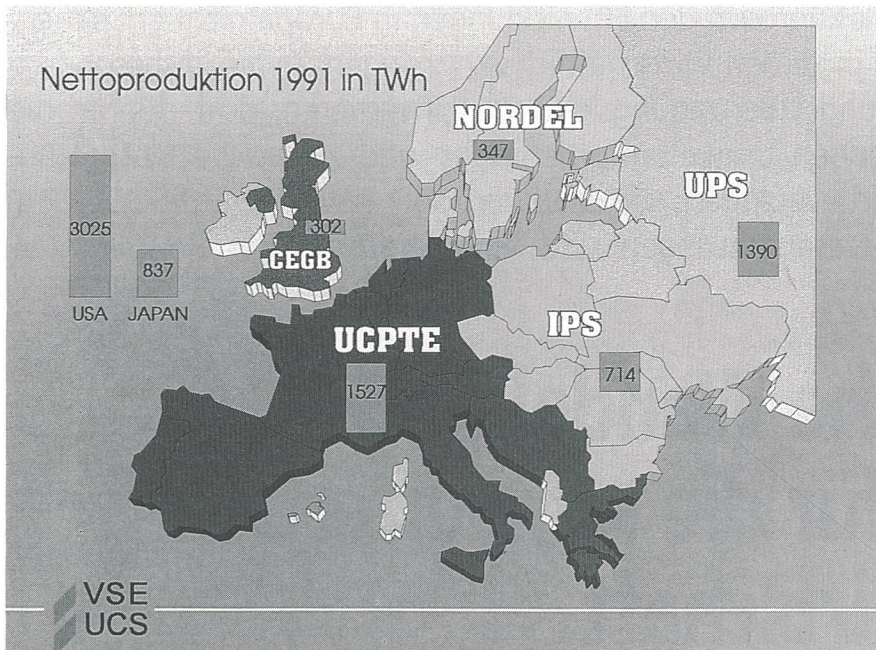 Nettoproduktion 1991 in TWh
NORDEL
347
UPS
1390
3025
USA
837
JAPAN
302
CEGB
UCPTE
1527
IPS
714
VSE
UCS